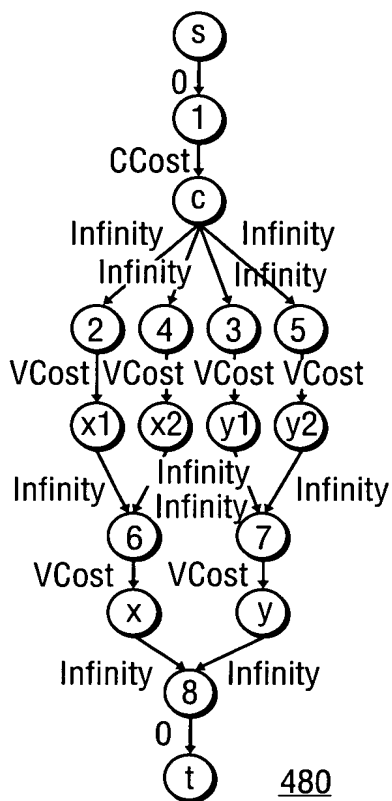 s
0
1
CCost
c
Infinity Infinity
Infinity Infinity
2 4 3 5
VCost VCost VCost VCost
x1 x2 y1 y2
Infinity Infinity Infinity
Infinity
6 7
VCost VCost
x y
Infinity Infinity
8
0
t
480